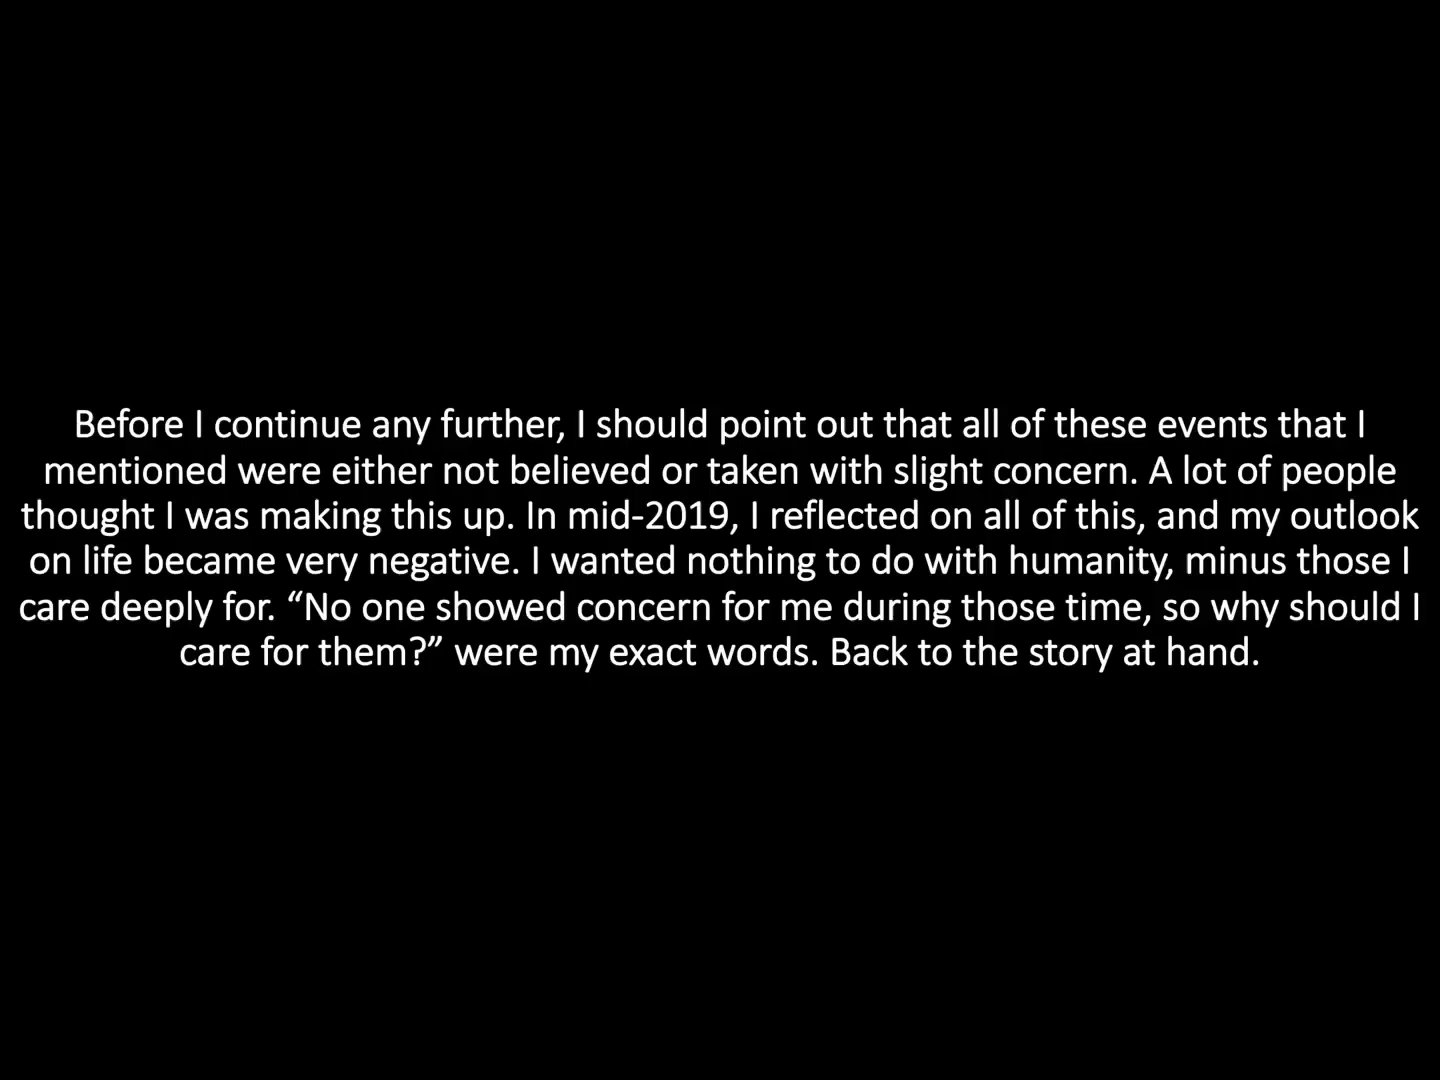 Before I continue any further, I should point out that all of these events that I
mentioned were either not believed or taken with slight concern. A lot of people
thought I was making this up. In mid-2019, I reflected on all of this, and my outlook
on life became very negative. I wanted nothing to do with humanity, minus those I
care deeply for. “No one showed concern for me during those time, so why should I
care for them?” were my exact words. Back to the story at hand.